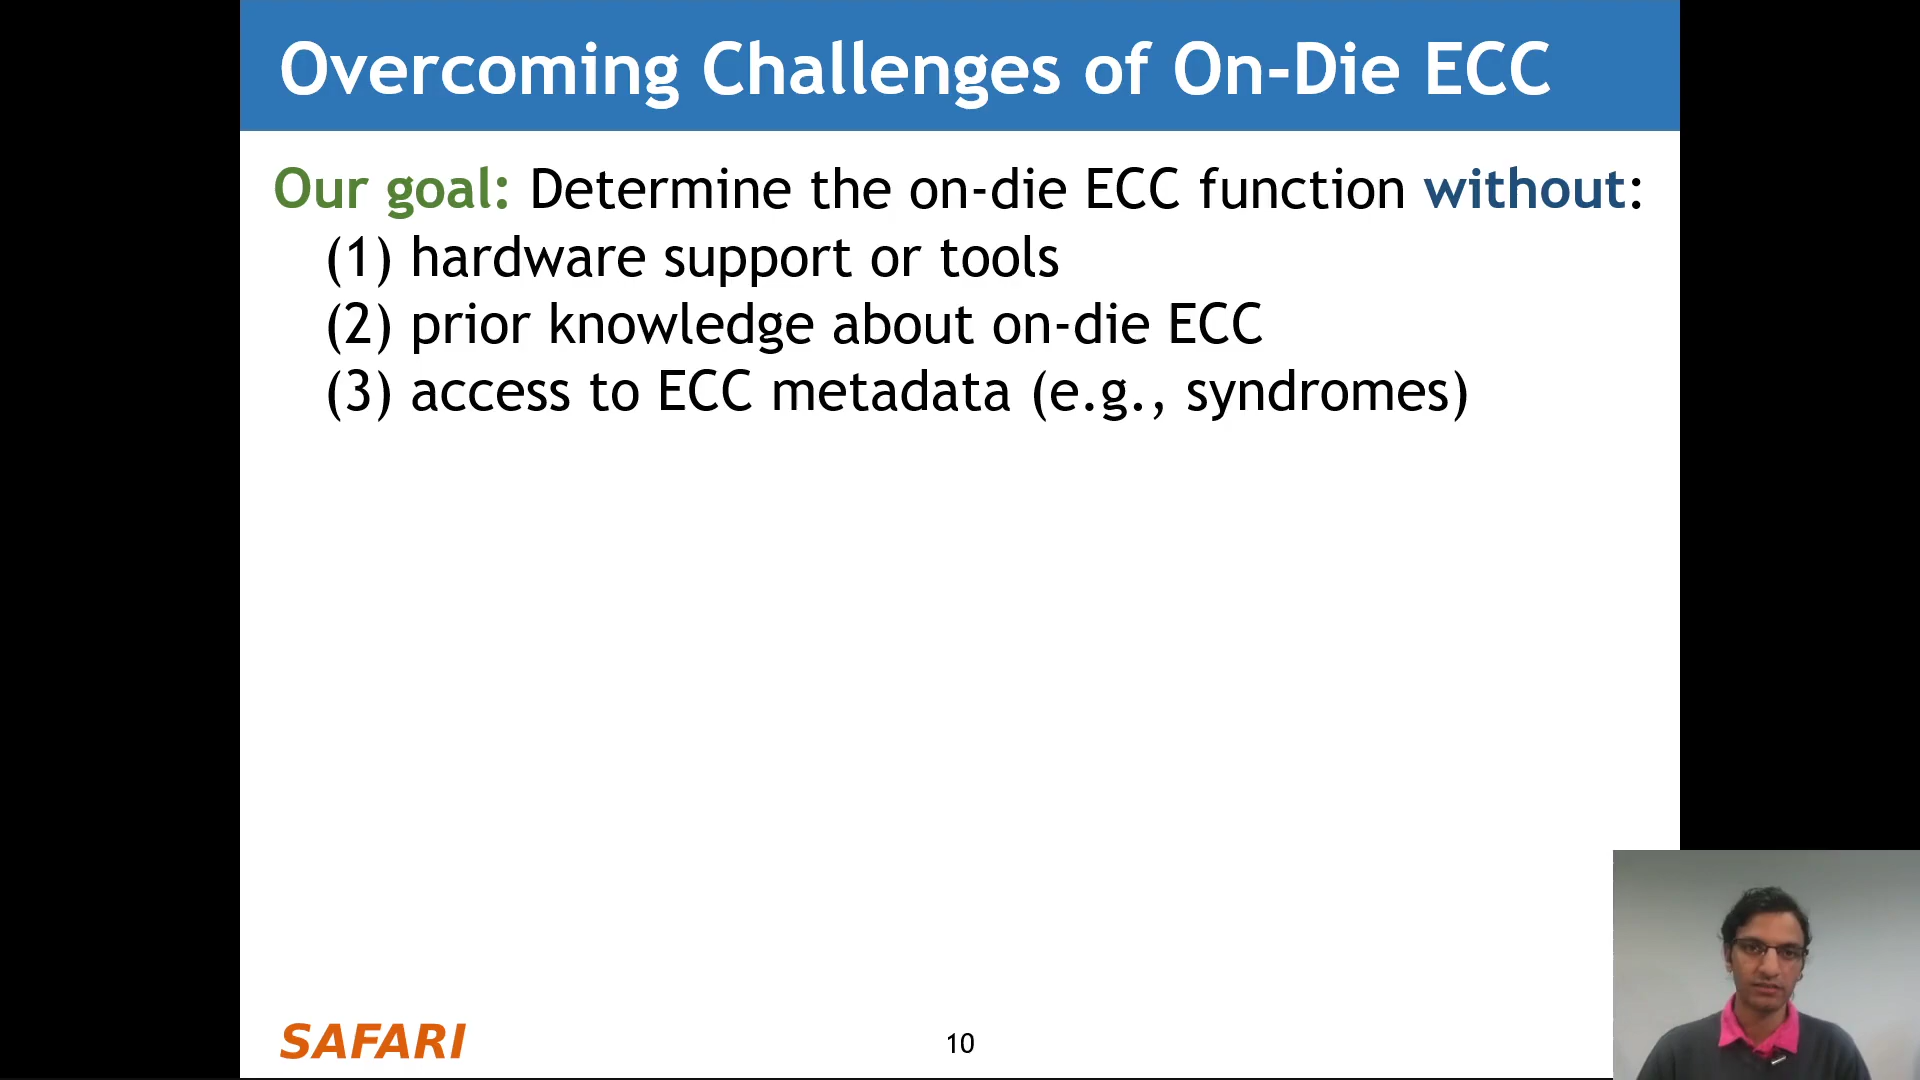 Overcoming Challenges of On-Die ECC
Our goal: Determine the on-die ECC function without:
(1) hardware support or tools
(2) prior knowledge about on-die ECC
(3) access to ECC metadata (e.g., syndromes)
SAFARI
10